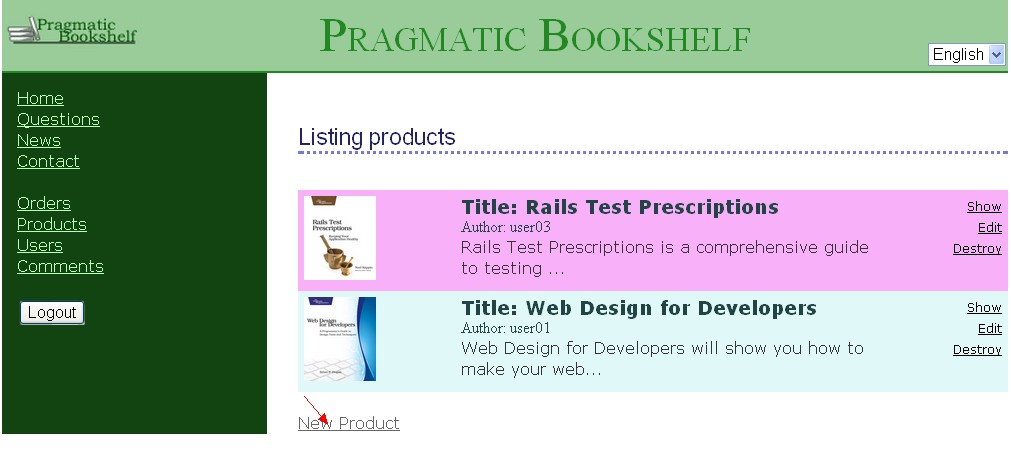 Pragmatic
Bookshelf
PRAGMATIC BOOKSHELF
English
Home
Questions
News
Contact
Orders
Products
Users
Comments
Logout
Listing products
Rails Test
Prescriptions
Title: Rails Test Prescriptions
Author: user03
Rails Test Prescriptions is a comprehensive guide
to testing ...
Show
Edit
Destroy
Web Design
for Developers
Title: Web Design for Developers
Author: user01
Web Design for Developers will show you how to
make your web...
Show
Edit
Destroy
New Product